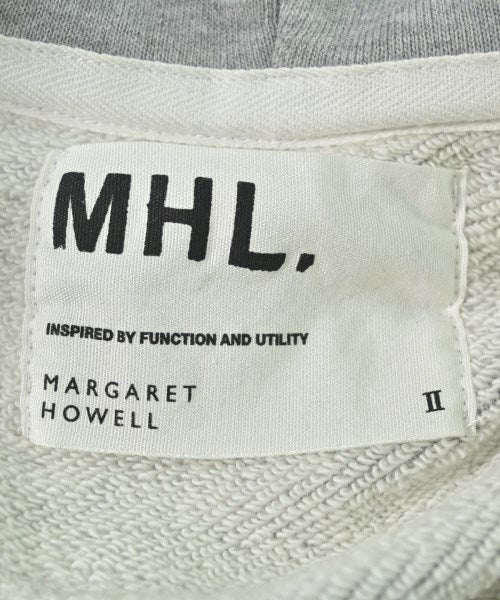 MHL.
INSPIRED BY FUNCTION AND UTILITY
MARGARET
HOWELL
II